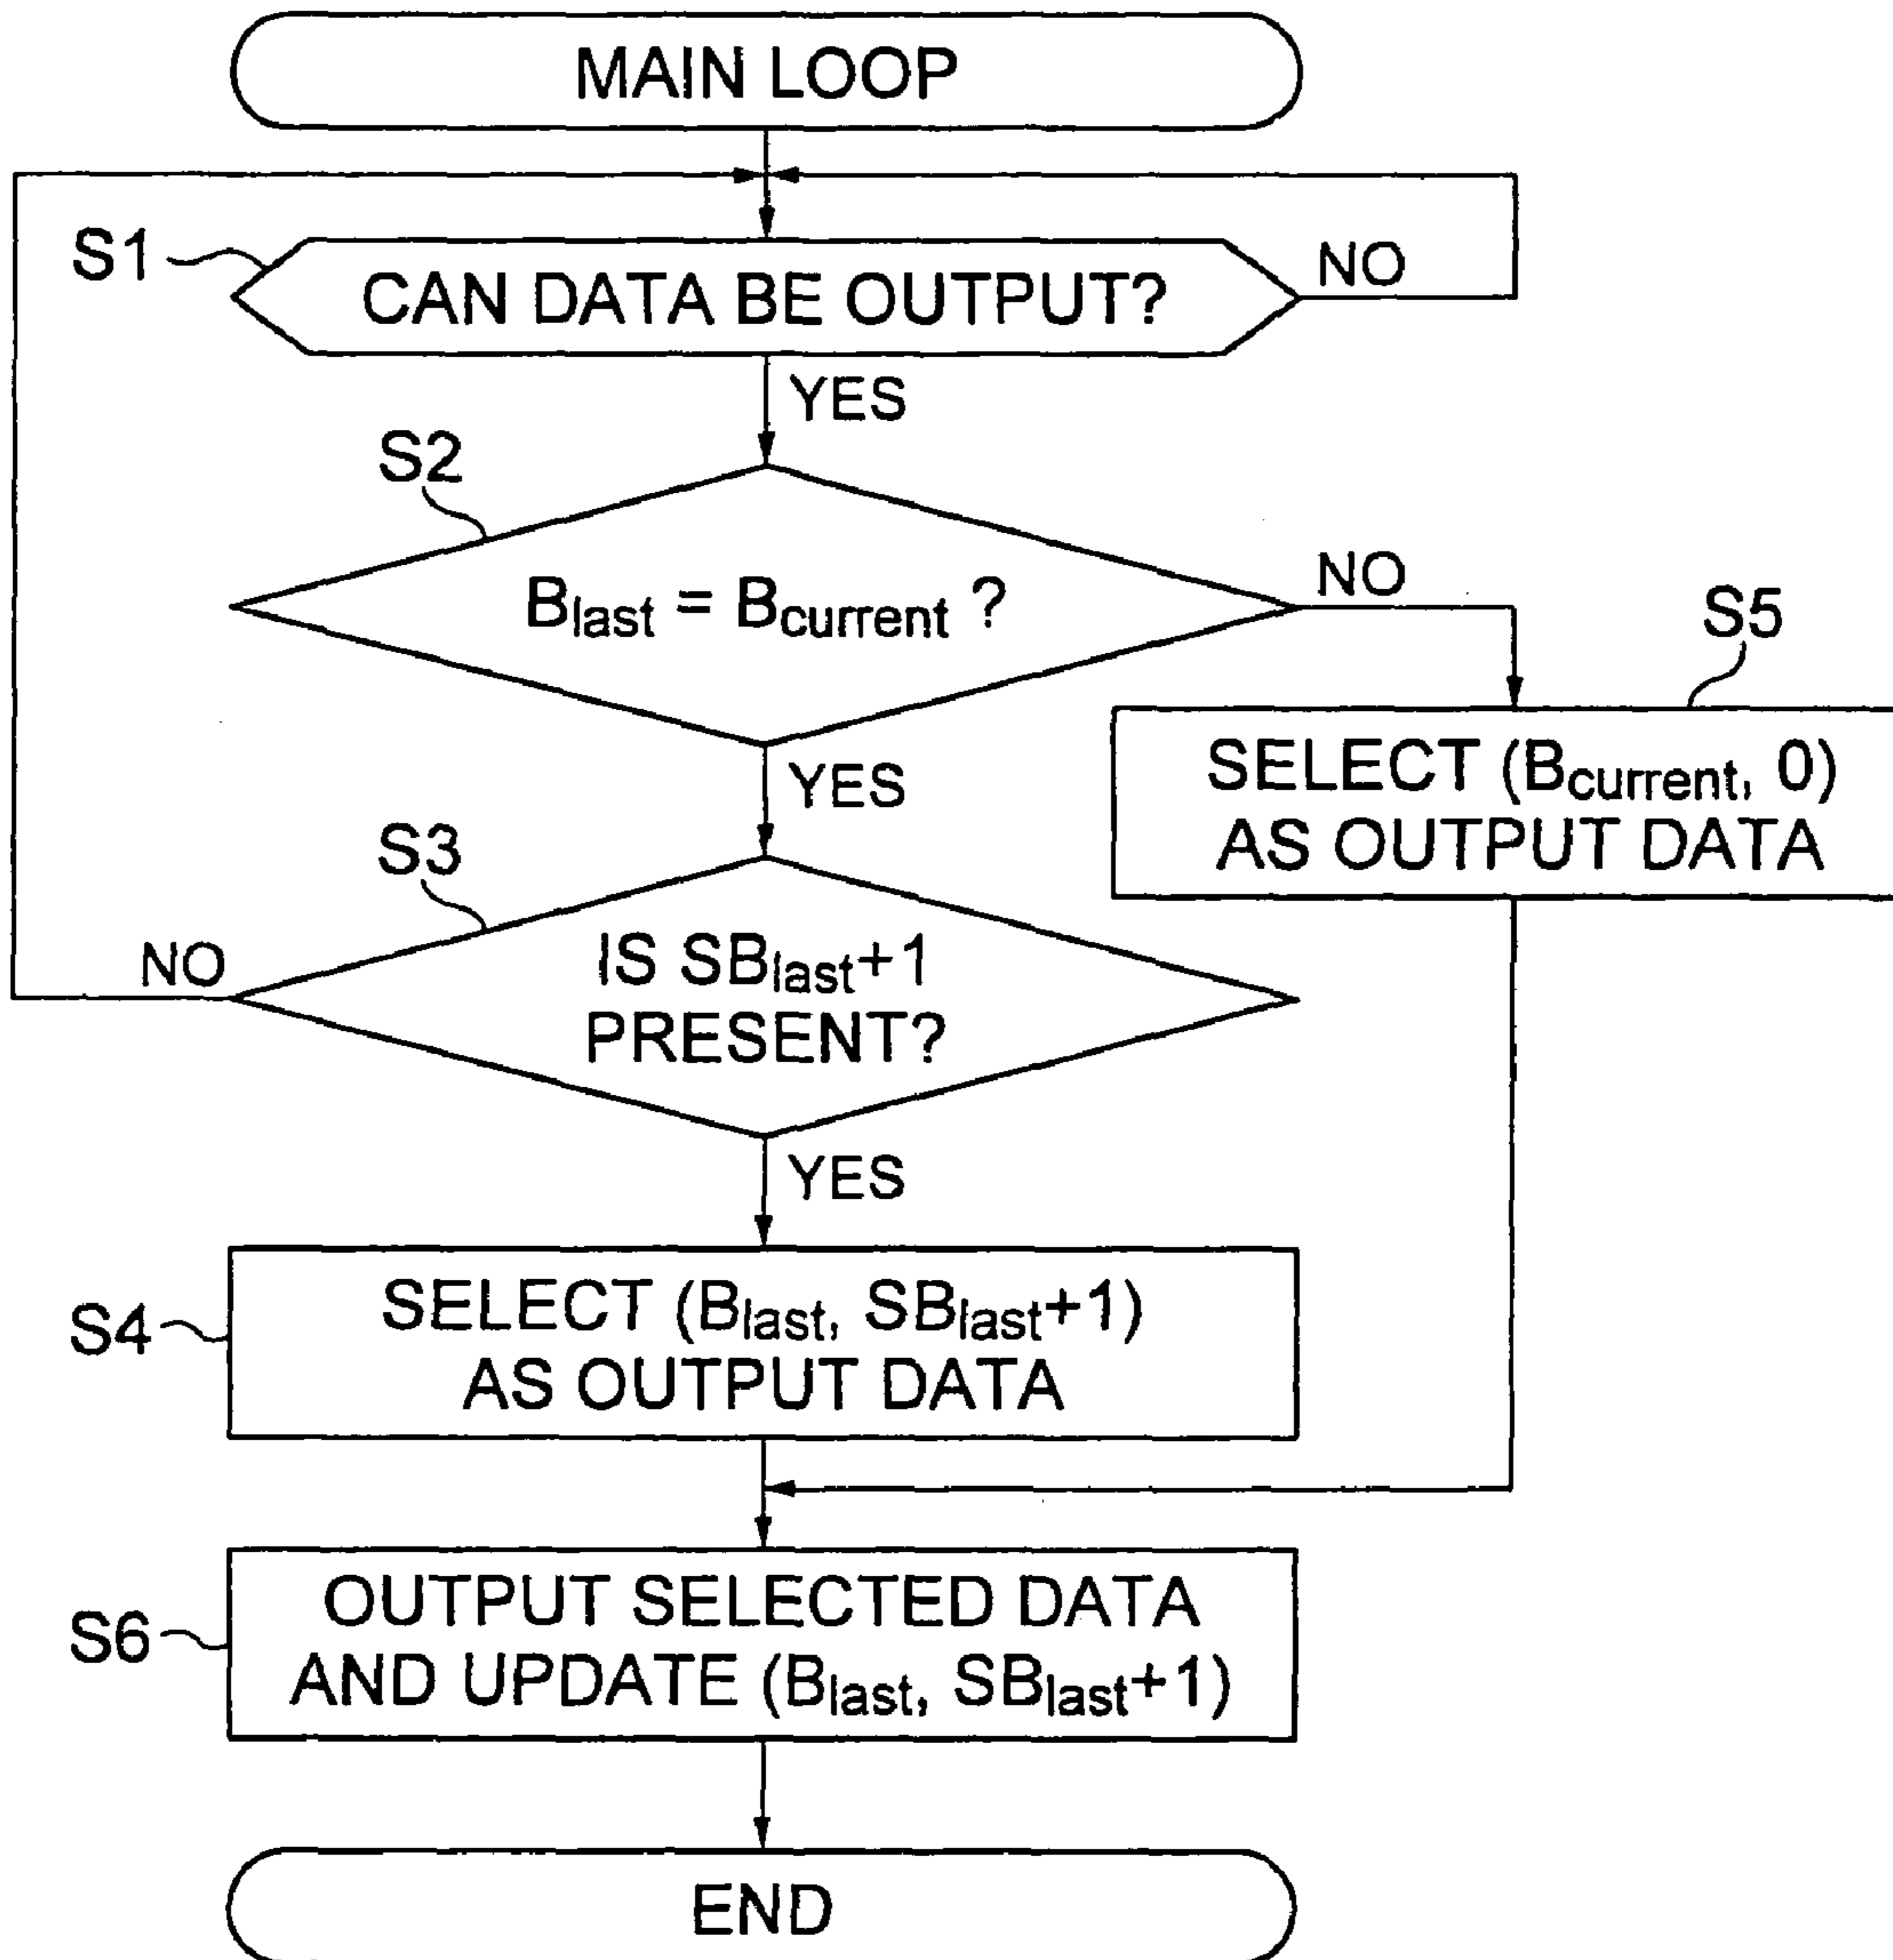 MAIN LOOP
S1
CAN DATA BE OUTPUT?
NO
YES
S2
Blast = Bcurrent ?
NO
S5
SELECT (Bcurrent, 0)
AS OUTPUT DATA
YES
S3
IS SBlast+1
PRESENT?
NO
YES
S4
SELECT (Blast, SBlast+1)
AS OUTPUT DATA
S6
OUTPUT SELECTED DATA
AND UPDATE (Blast, SBlast+1)
END